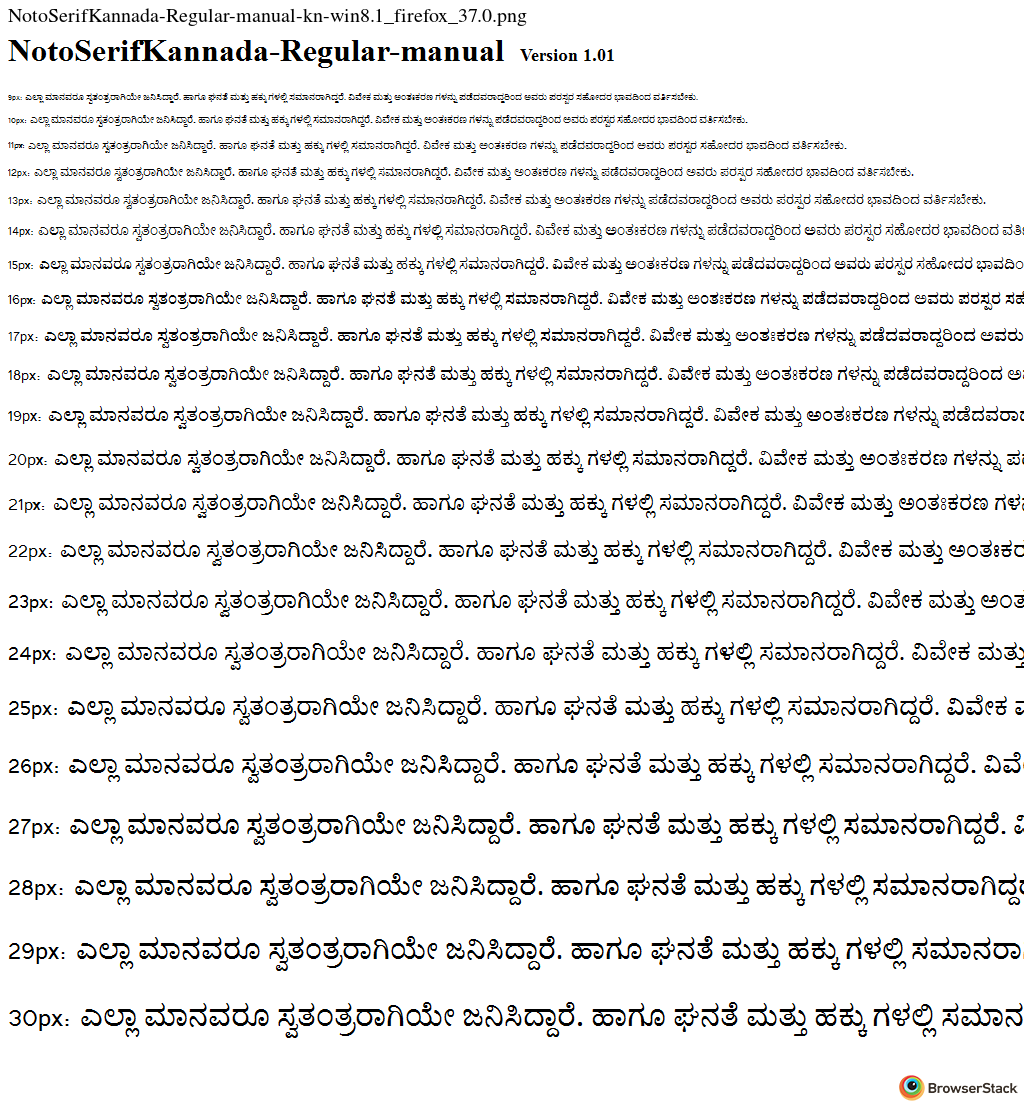 NotoSerifKannada-Regular-manual-kn-win8.1_firefox_37.0.png
NotoSerifKannada-Regular-manual Version 1.01
9px: ಎಲ್ಲಾ ಮಾನವರೂ ಸ್ವತಂತ್ರರಾಗಿಯೇ ಜನಿಸಿದ್ದಾರೆ. ಹಾಗೂ ಘನತೆ ಮತ್ತು ಹಕ್ಕು ಗಳಲ್ಲಿ ಸಮಾನರಾಗಿದ್ದರೆ. ವಿವೇಕ ಮತ್ತು ಅಂತಃಕರಣ ಗಳನ್ನು ಪಡೆದವರಾದ್ದರಿಂದ ಅವರು ಪರಸ್ಪರ ಸಹೋದರ ಭಾವದಿಂದ ವರ್ತಿಸಬೇಕು.
10px: ಎಲ್ಲಾ ಮಾನವರೂ ಸ್ವತಂತ್ರರಾಗಿಯೇ ಜನಿಸಿದ್ದಾರೆ. ಹಾಗೂ ಘನತೆ ಮತ್ತು ಹಕ್ಕು ಗಳಲ್ಲಿ ಸಮಾನರಾಗಿದ್ದರೆ. ವಿವೇಕ ಮತ್ತು ಅಂತಃಕರಣ ಗಳನ್ನು ಪಡೆದವರಾದ್ದರಿಂದ ಅವರು ಪರಸ್ಪರ ಸಹೋದರ ಭಾವದಿಂದ ವರ್ತಿಸಬೇಕು.
11px: ಎಲ್ಲಾ ಮಾನವರೂ ಸ್ವತಂತ್ರರಾಗಿಯೇ ಜನಿಸಿದ್ದಾರೆ. ಹಾಗೂ ಘನತೆ ಮತ್ತು ಹಕ್ಕು ಗಳಲ್ಲಿ ಸಮಾನರಾಗಿದ್ದರೆ. ವಿವೇಕ ಮತ್ತು ಅಂತಃಕರಣ ಗಳನ್ನು ಪಡೆದವರಾದ್ದರಿಂದ ಅವರು ಪರಸ್ಪರ ಸಹೋದರ ಭಾವದಿಂದ ವರ್ತಿಸಬೇಕು.
12px: ಎಲ್ಲಾ ಮಾನವರೂ ಸ್ವತಂತ್ರರಾಗಿಯೇ ಜನಿಸಿದ್ದಾರೆ. ಹಾಗೂ ಘನತೆ ಮತ್ತು ಹಕ್ಕು ಗಳಲ್ಲಿ ಸಮಾನರಾಗಿದ್ದರೆ. ವಿವೇಕ ಮತ್ತು ಅಂತಃಕರಣ ಗಳನ್ನು ಪಡೆದವರಾದ್ದರಿಂದ ಅವರು ಪರಸ್ಪರ ಸಹೋದರ ಭಾವದಿಂದ ವರ್ತಿಸಬೇಕು.
13px: ಎಲ್ಲಾ ಮಾನವರೂ ಸ್ವತಂತ್ರರಾಗಿಯೇ ಜನಿಸಿದ್ದಾರೆ. ಹಾಗೂ ಘನತೆ ಮತ್ತು ಹಕ್ಕು ಗಳಲ್ಲಿ ಸಮಾನರಾಗಿದ್ದರೆ. ವಿವೇಕ ಮತ್ತು ಅಂತಃಕರಣ ಗಳನ್ನು ಪಡೆದವರಾದ್ದರಿಂದ ಅವರು ಪರಸ್ಪರ ಸಹೋದರ ಭಾವದಿಂದ ವರ್ತಿಸಬೇಕು.
14px: ಎಲ್ಲಾ ಮಾನವರೂ ಸ್ವತಂತ್ರರಾಗಿಯೇ ಜನಿಸಿದ್ದಾರೆ. ಹಾಗೂ ಘನತೆ ಮತ್ತು ಹಕ್ಕು ಗಳಲ್ಲಿ ಸಮಾನರಾಗಿದ್ದರೆ. ವಿವೇಕ ಮತ್ತು ಅಂತಃಕರಣ ಗಳನ್ನು ಪಡೆದವರಾದ್ದರಿಂದ ಅವರು ಪರಸ್ಪರ ಸಹೋದರ ಭಾವದಿಂದ
15px: ಎಲ್ಲಾ ಮಾನವರೂ ಸ್ವತಂತ್ರರಾಗಿಯೇ ಜನಿಸಿದ್ದಾರೆ. ಹಾಗೂ ಘನತೆ ಮತ್ತು ಹಕ್ಕು ಗಳಲ್ಲಿ ಸಮಾನರಾಗಿದ್ದರೆ. ವಿವೇಕ ಮತ್ತು ಅಂತಃಕರಣ ಗಳನ್ನು ಪಡೆದವರಾದ್ದರಿಂದ ಅವರು ಪರಸ್ಪರ ಸಹೋದರ
16px: ಎಲ್ಲಾ ಮಾನವರೂ ಸ್ವತಂತ್ರರಾಗಿಯೇ ಜನಿಸಿದ್ದಾರೆ. ಹಾಗೂ ಘನತೆ ಮತ್ತು ಹಕ್ಕು ಗಳಲ್ಲಿ ಸಮಾನರಾಗಿದ್ದರೆ. ವಿವೇಕ ಮತ್ತು ಅಂತಃಕರಣ ಗಳನ್ನು ಪಡೆದವರಾದ್ದರಿಂದ ಅವರು ಪರಸ್ಪರ
17px: ಎಲ್ಲಾ ಮಾನವರೂ ಸ್ವತಂತ್ರರಾಗಿಯೇ ಜನಿಸಿದ್ದಾರೆ. ಹಾಗೂ ಘನತೆ ಮತ್ತು ಹಕ್ಕು ಗಳಲ್ಲಿ ಸಮಾನರಾಗಿದ್ದರೆ. ವಿವೇಕ ಮತ್ತು ಅಂತಃಕರಣ ಗಳನ್ನು ಪಡೆದವರಾದ್ದರಿಂದ ಅವರು
18px: ಎಲ್ಲಾ ಮಾನವರೂ ಸ್ವತಂತ್ರರಾಗಿಯೇ ಜನಿಸಿದ್ದಾರೆ. ಹಾಗೂ ಘನತೆ ಮತ್ತು ಹಕ್ಕು ಗಳಲ್ಲಿ ಸಮಾನರಾಗಿದ್ದರೆ. ವಿವೇಕ ಮತ್ತು ಅಂತಃಕರಣ ಗಳನ್ನು ಪಡೆದವರಾದ್ದರಿಂದ
19px: ಎಲ್ಲಾ ಮಾನವರೂ ಸ್ವತಂತ್ರರಾಗಿಯೇ ಜನಿಸಿದ್ದಾರೆ. ಹಾಗೂ ಘನತೆ ಮತ್ತು ಹಕ್ಕು ಗಳಲ್ಲಿ ಸಮಾನರಾಗಿದ್ದರೆ. ವಿವೇಕ ಮತ್ತು ಅಂತಃಕರಣ ಗಳನ್ನು
20px: ಎಲ್ಲಾ ಮಾನವರೂ ಸ್ವತಂತ್ರರಾಗಿಯೇ ಜನಿಸಿದ್ದಾರೆ. ಹಾಗೂ ಘನತೆ ಮತ್ತು ಹಕ್ಕು ಗಳಲ್ಲಿ ಸಮಾನರಾಗಿದ್ದರೆ. ವಿವೇಕ ಮತ್ತು ಅಂತಃಕರಣ ಗಳನ್ನು
21px: ಎಲ್ಲಾ ಮಾನವರೂ ಸ್ವತಂತ್ರರಾಗಿಯೇ ಜನಿಸಿದ್ದಾರೆ. ಹಾಗೂ ಘನತೆ ಮತ್ತು ಹಕ್ಕು ಗಳಲ್ಲಿ ಸಮಾನರಾಗಿದ್ದರೆ. ವಿವೇಕ ಮತ್ತು ಅಂತಃಕರಣ
22px: ಎಲ್ಲಾ ಮಾನವರೂ ಸ್ವತಂತ್ರರಾಗಿಯೇ ಜನಿಸಿದ್ದಾರೆ. ಹಾಗೂ ಘನತೆ ಮತ್ತು ಹಕ್ಕು ಗಳಲ್ಲಿ ಸಮಾನರಾಗಿದ್ದರೆ. ವಿವೇಕ ಮತ್ತು
23px: ಎಲ್ಲಾ ಮಾನವರೂ ಸ್ವತಂತ್ರರಾಗಿಯೇ ಜನಿಸಿದ್ದಾರೆ. ಹಾಗೂ ಘನತೆ ಮತ್ತು ಹಕ್ಕು ಗಳಲ್ಲಿ ಸಮಾನರಾಗಿದ್ದರೆ. ವಿವೇಕ ಮತ್ತು
24px: ಎಲ್ಲಾ ಮಾನವರೂ ಸ್ವತಂತ್ರರಾಗಿಯೇ ಜನಿಸಿದ್ದಾರೆ. ಹಾಗೂ ಘನತೆ ಮತ್ತು ಹಕ್ಕು ಗಳಲ್ಲಿ ಸಮಾನರಾಗಿದ್ದರೆ. ವಿವೇಕ ಮತ್ತು
25px: ಎಲ್ಲಾ ಮಾನವರೂ ಸ್ವತಂತ್ರರಾಗಿಯೇ ಜನಿಸಿದ್ದಾರೆ. ಹಾಗೂ ಘನತೆ ಮತ್ತು ಹಕ್ಕು ಗಳಲ್ಲಿ ಸಮಾನರಾಗಿದ್ದರೆ. ವಿವೇಕ
26px: ಎಲ್ಲಾ ಮಾನವರೂ ಸ್ವತಂತ್ರರಾಗಿಯೇ ಜನಿಸಿದ್ದಾರೆ. ಹಾಗೂ ಘನತೆ ಮತ್ತು ಹಕ್ಕು ಗಳಲ್ಲಿ ಸಮಾನರಾಗಿದ್ದರೆ.
27px: ಎಲ್ಲಾ ಮಾನವರೂ ಸ್ವತಂತ್ರರಾಗಿಯೇ ಜನಿಸಿದ್ದಾರೆ. ಹಾಗೂ ಘನತೆ ಮತ್ತು ಹಕ್ಕು ಗಳಲ್ಲಿ ಸಮಾನರಾಗಿದ್ದರೆ.
28px: ಎಲ್ಲಾ ಮಾನವರೂ ಸ್ವತಂತ್ರರಾಗಿಯೇ ಜನಿಸಿದ್ದಾರೆ. ಹಾಗೂ ಘನತೆ ಮತ್ತು ಹಕ್ಕು ಗಳಲ್ಲಿ
29px: ಎಲ್ಲಾ ಮಾನವರೂ ಸ್ವತಂತ್ರರಾಗಿಯೇ ಜನಿಸಿದ್ದಾರೆ. ಹಾಗೂ ಘನತೆ ಮತ್ತು ಹಕ್ಕು ಗಳಲ್ಲಿ ಸಮಾನರಾ
30px: ಎಲ್ಲಾ ಮಾನವರೂ ಸ್ವತಂತ್ರರಾಗಿಯೇ ಜನಿಸಿದ್ದಾರೆ. ಹಾಗೂ ಘನತೆ ಮತ್ತು ಹಕ್ಕು ಗಳಲ್ಲಿ ಸಮಾನ
BrowserStack